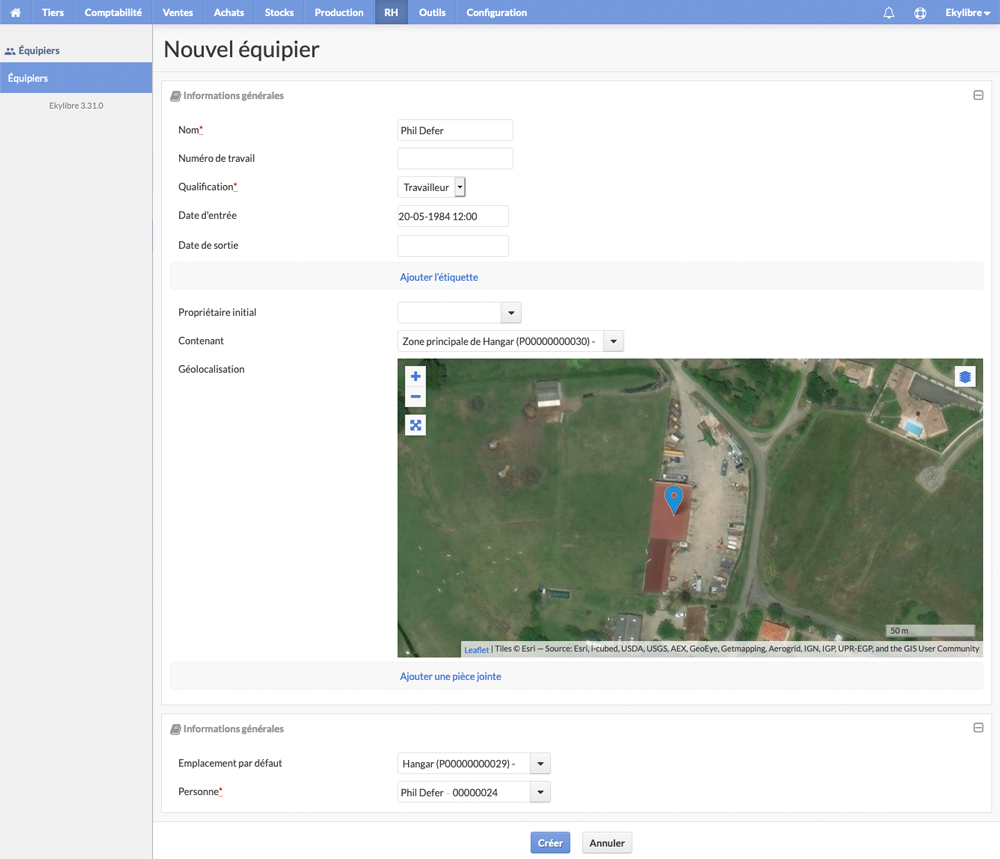 Tiers Comptabilité Ventes Achats Stocks Production RH Outils Configuration Ekylibre
Équipiers
Équipiers
Ekylibre 3.31.0
Nouvel équipier
Informations générales
Nom*
Phil Defer
Numéro de travail
Qualification*
Travailleur
Date d'entrée
20-05-1984 12:00
Date de sortie
Ajouter l'étiquette
Propriétaire initial
Contenant
Zone principale de Hangar (P00000000030) -
Géolocalisation
+
−
50 m
Leaflet | Tiles © Esri — Source: Esri, i-cubed, USDA, USGS, AEX, GeoEye, Getmapping, Aerogrid, IGN, IGP, UPR-EGP, and the GIS User Community
Ajouter une pièce jointe
Informations générales
Emplacement par défaut
Hangar (P00000000029) -
Personne*
Phil Defer - 00000024
Créer
Annuler